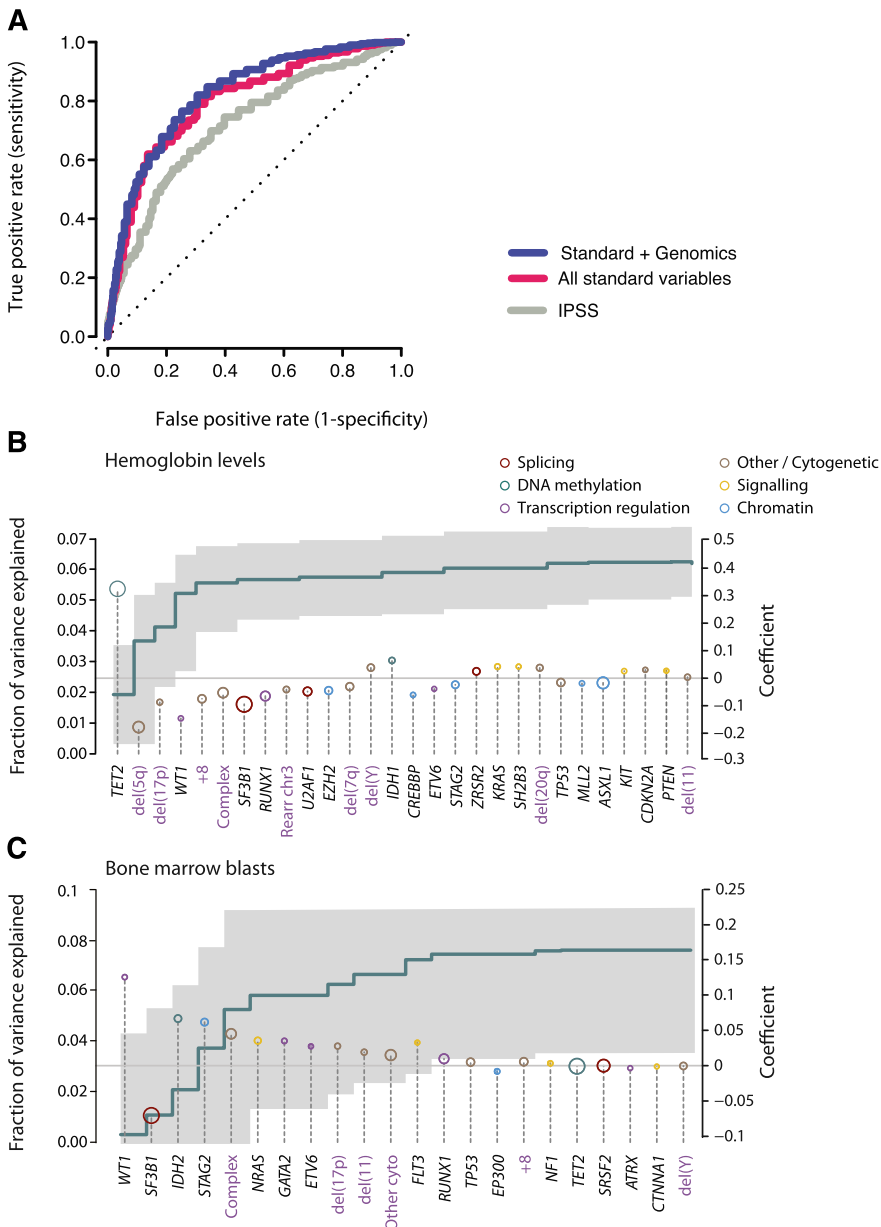 A
True positive rate (sensitivity)
1.0
0.8
0.6
0.4
0.2
0.0
0.0 0.2 0.4 0.6 0.8 1.0
False positive rate (1-specificity)
Standard + Genomics
All standard variables
IPSS
B
Hemoglobin levels
Splicing
DNA methylation
Transcription regulation
Other / Cytogenetic
Signalling
Chromatin
Fraction of variance explained
0.07
0.06
0.05
0.04
0.03
0.02
0.01
0.00
0.5
0.4
0.3
0.2
0.1
0
−0.1
−0.2
−0.3
Coefficient
TET2
del(5q)
del(17p)
WT1
+8
Complex
SF3B1
RUNX1
Rearr chr3
U2AF1
EZH2
del(7q)
del(Y)
IDH1
CREBBP
ETV6
STAG2
ZRSR2
KRAS
SH2B3
del(20q)
TP53
MLL2
ASXL1
KIT
CDKN2A
PTEN
del(11)
C
Bone marrow blasts
Fraction of variance explained
0.1
0.08
0.06
0.04
0.02
0.00
0.25
0.2
0.15
0.1
0.05
0
−0.05
−0.1
Coefficient
WT1
SF3B1
IDH2
STAG2
Complex
NRAS
GATA2
ETV6
del(17p)
del(11)
Other cyto
FLT3
RUNX1
TP53
EP300
+8
NF1
TET2
SRSF2
ATRX
CTNNA1
del(Y)